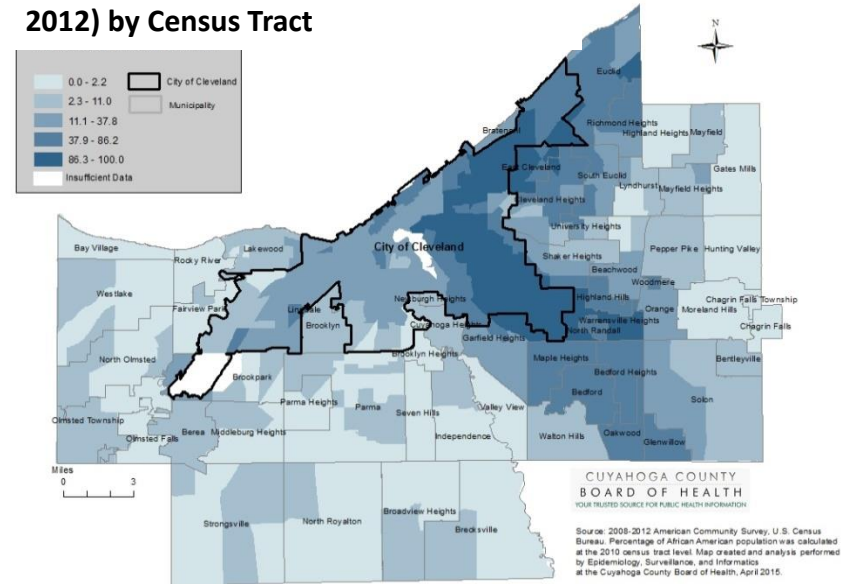 2012) by Census Tract
0.0 - 2.2
2.3 - 11.0
11.1 - 37.8
37.9 - 86.2
86.3 - 100.0
Insufficient Data
City of Cleveland
Municipality
N
Euclid
Bratenahl
Richmond Heights
Highland Heights
Mayfield
East Cleveland
South Euclid
Gates Mills
Lyndhurst
Mayfield Heights
Cleveland Heights
University Heights
City of Cleveland
Bay Village
Lakewood
Rocky River
Shaker Heights
Pepper Pike
Hunting Valley
Beachwood
Woodmere
Westlake
Fairview Park
Linndale
Newburgh Heights
Highland Hills
Orange
Chagrin Falls Township
Moreland Hills
Brooklyn
Cuyahoga Heights
Warrensville Heights
North Randall
Chagrin Falls
Garfield Heights
North Olmsted
Brooklyn Heights
Maple Heights
Bentleyville
Brookpark
Bedford Heights
Parma Heights
Parma
Seven Hills
Valley View
Bedford
Solon
Olmsted Township
Olmsted Falls
Berea
Middleburg Heights
Independence
Walton Hills
Oakwood
Glenwillow
Miles
0 3
Strongsville
North Royalton
Broadview Heights
Brecksville
CUYAHOGA COUNTY
BOARD OF HEALTH
YOUR TRUSTED SOURCE FOR PUBLIC HEALTH INFORMATION
Source: 2008-2012 American Community Survey, U.S. Census
Bureau. Percentage of African American population was calculated
at the 2010 census tract level. Map created and analysis performed
by Epidemiology, Surveillance, and Informatics
at the Cuyahoga County Board of Health, April 2015.